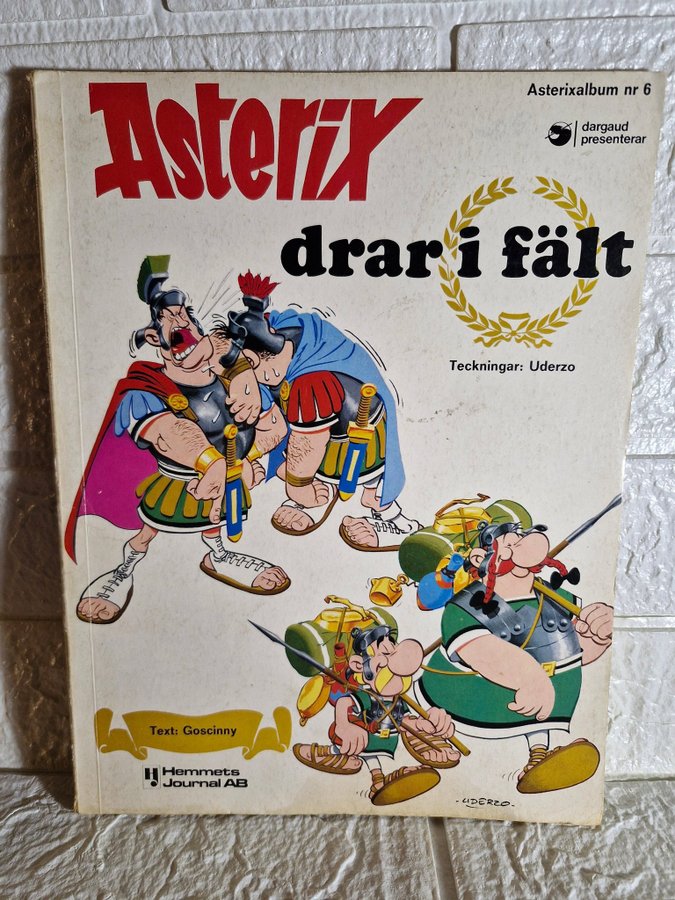 Asterixalbum nr 6
dargaud
presenterar
Asterix
drar i fält
Teckningar: Uderzo
Text: Goscinny
Hemmets
Journal AB
-UDERZO-